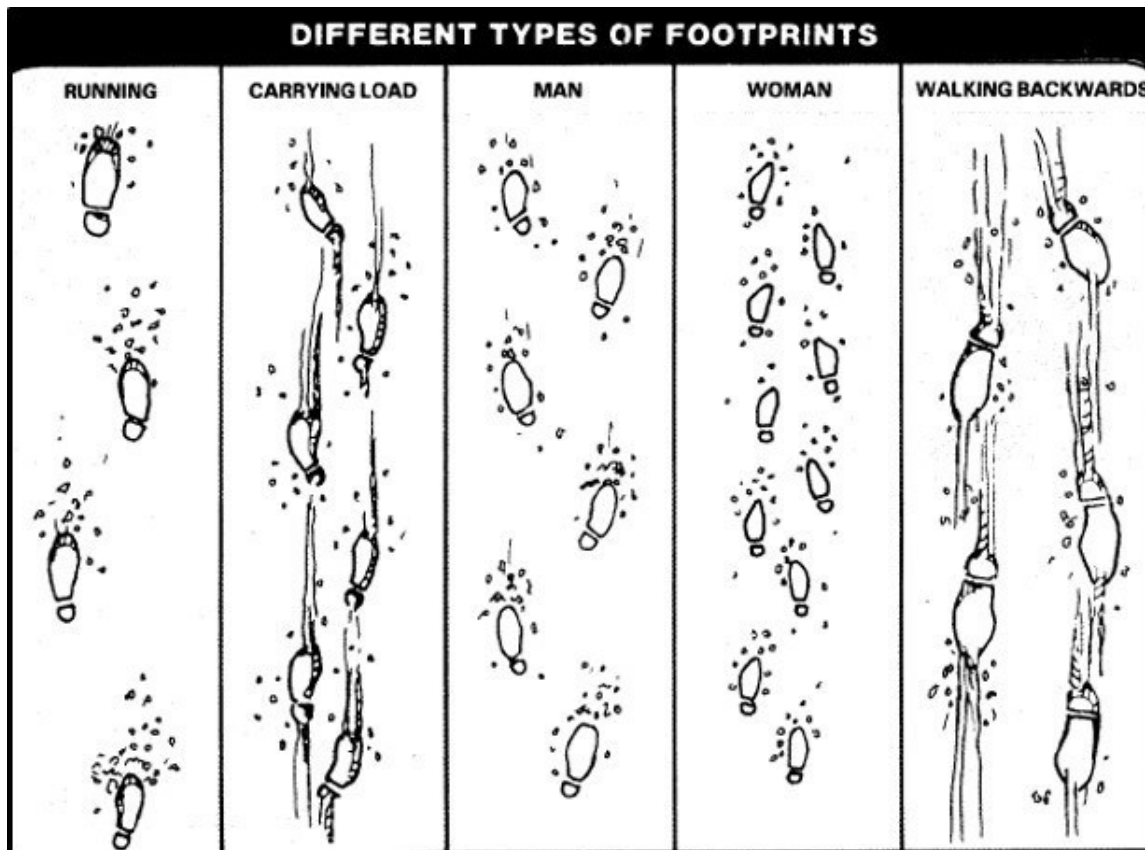 DIFFERENT TYPES OF FOOTPRINTS
RUNNING
CARRYING LOAD
MAN
WOMAN
WALKING BACKWARDS